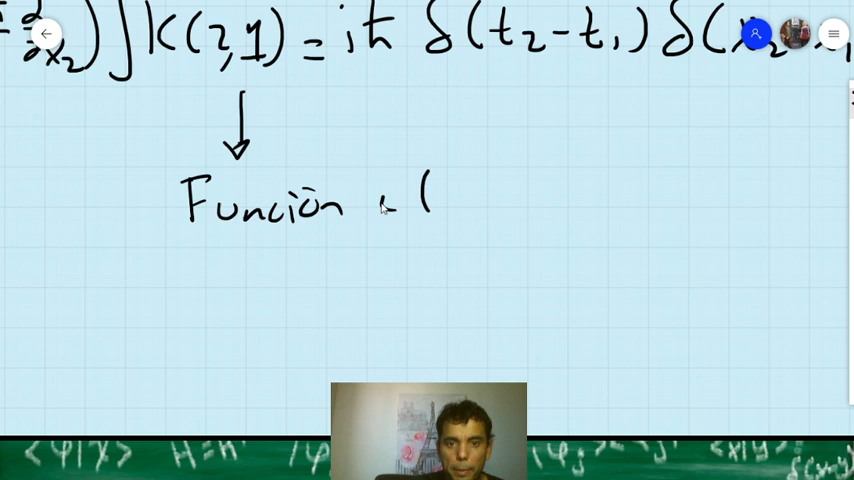 ∂/∂x₂)] K(2,1) = iħ δ(t₂-t₁) δ(x₂
Función
⟨φ|x⟩ H=ħ |φ ⟨x|y⟩